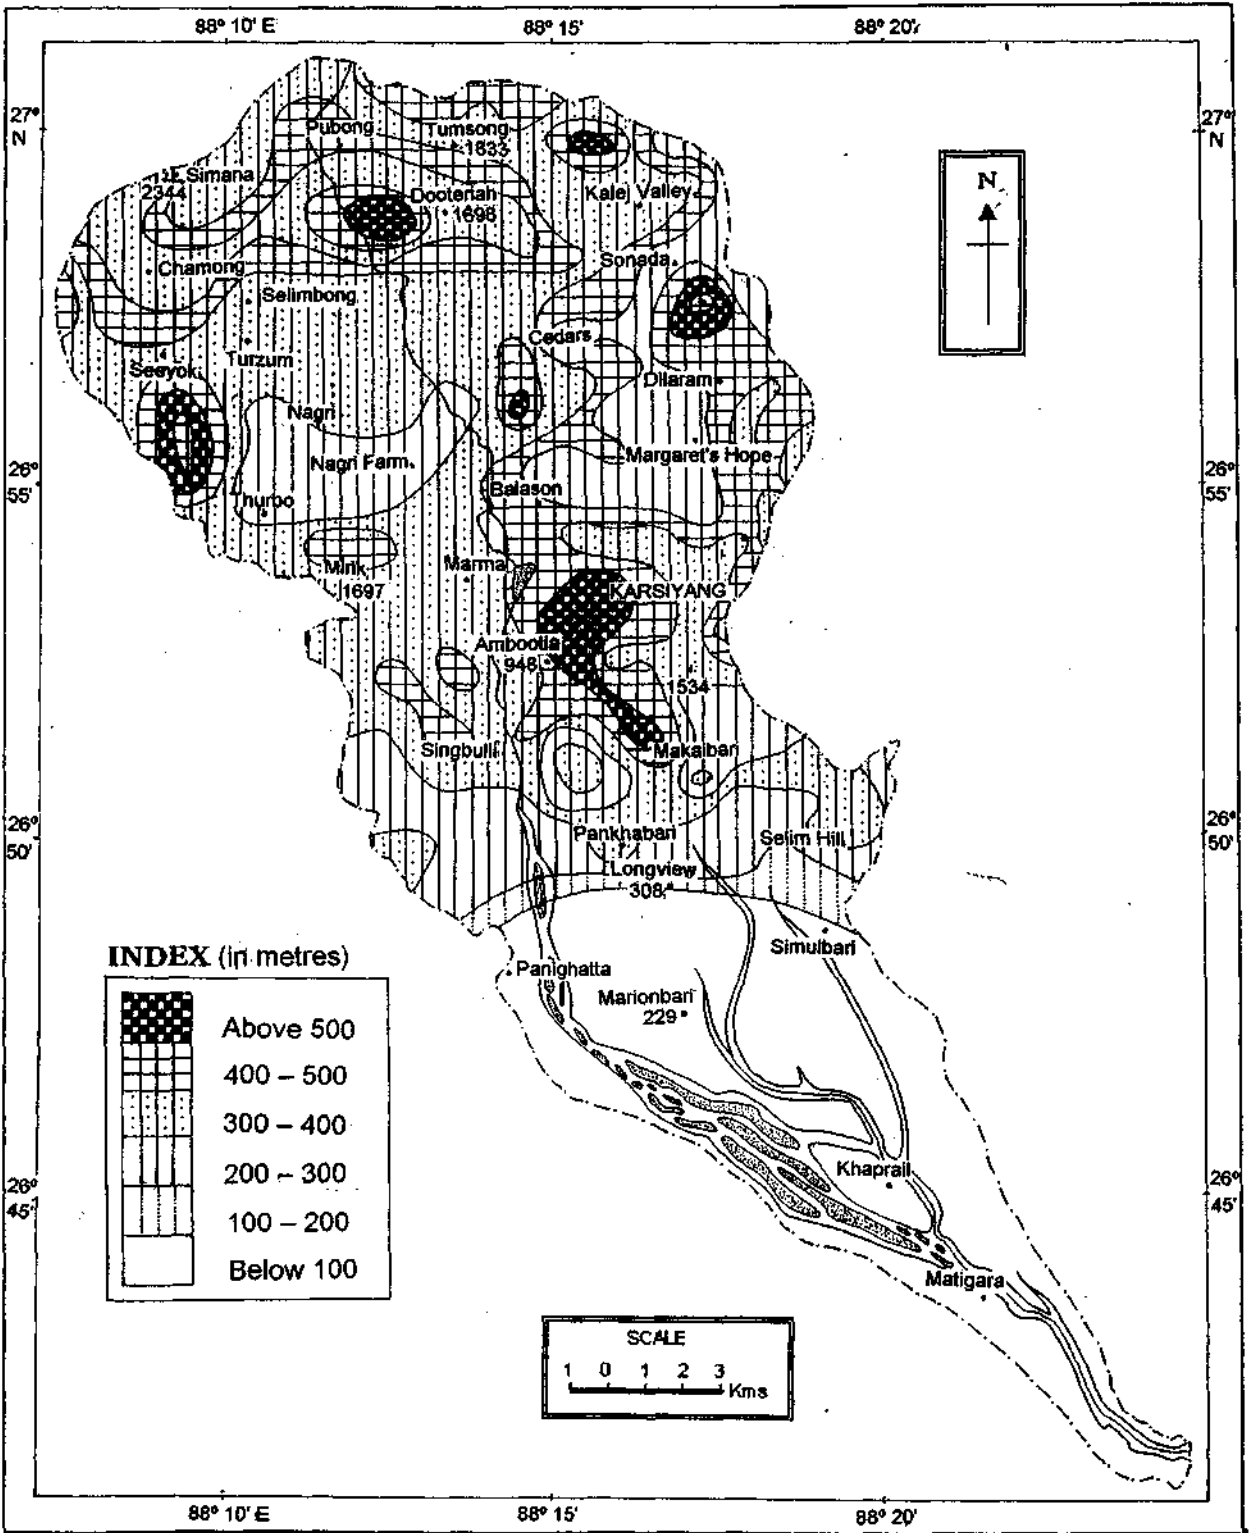 88° 10' E
88° 15'
88° 20'
27°
N
27°
N
N
Pubong
Tumsong
1833
Simana
2344
Kalej Valley
Dooteriah
1698
Sonada
Chamong
Selimbong
Cedars
Turzum
Seeyok
Dilaram
Nagri
Nagri Farm
Margaret's Hope
26°
55'
26°
55'
Balason
Thurbo
Marma
Mirik
1697
KARSIYANG
Ambootia
948
1534
Singbulli
Makaibari
26°
50'
26°
50'
Pankhabari
Selim Hill
Longview
308
INDEX (in metres)
Above 500
400 – 500
300 – 400
200 – 300
100 – 200
Below 100
Simulbari
Panighatta
Marionbari
229
Khaprail
26°
45'
26°
45'
Matigara
SCALE
1 0 1 2 3
Kms
88° 10' E
88° 15'
88° 20'